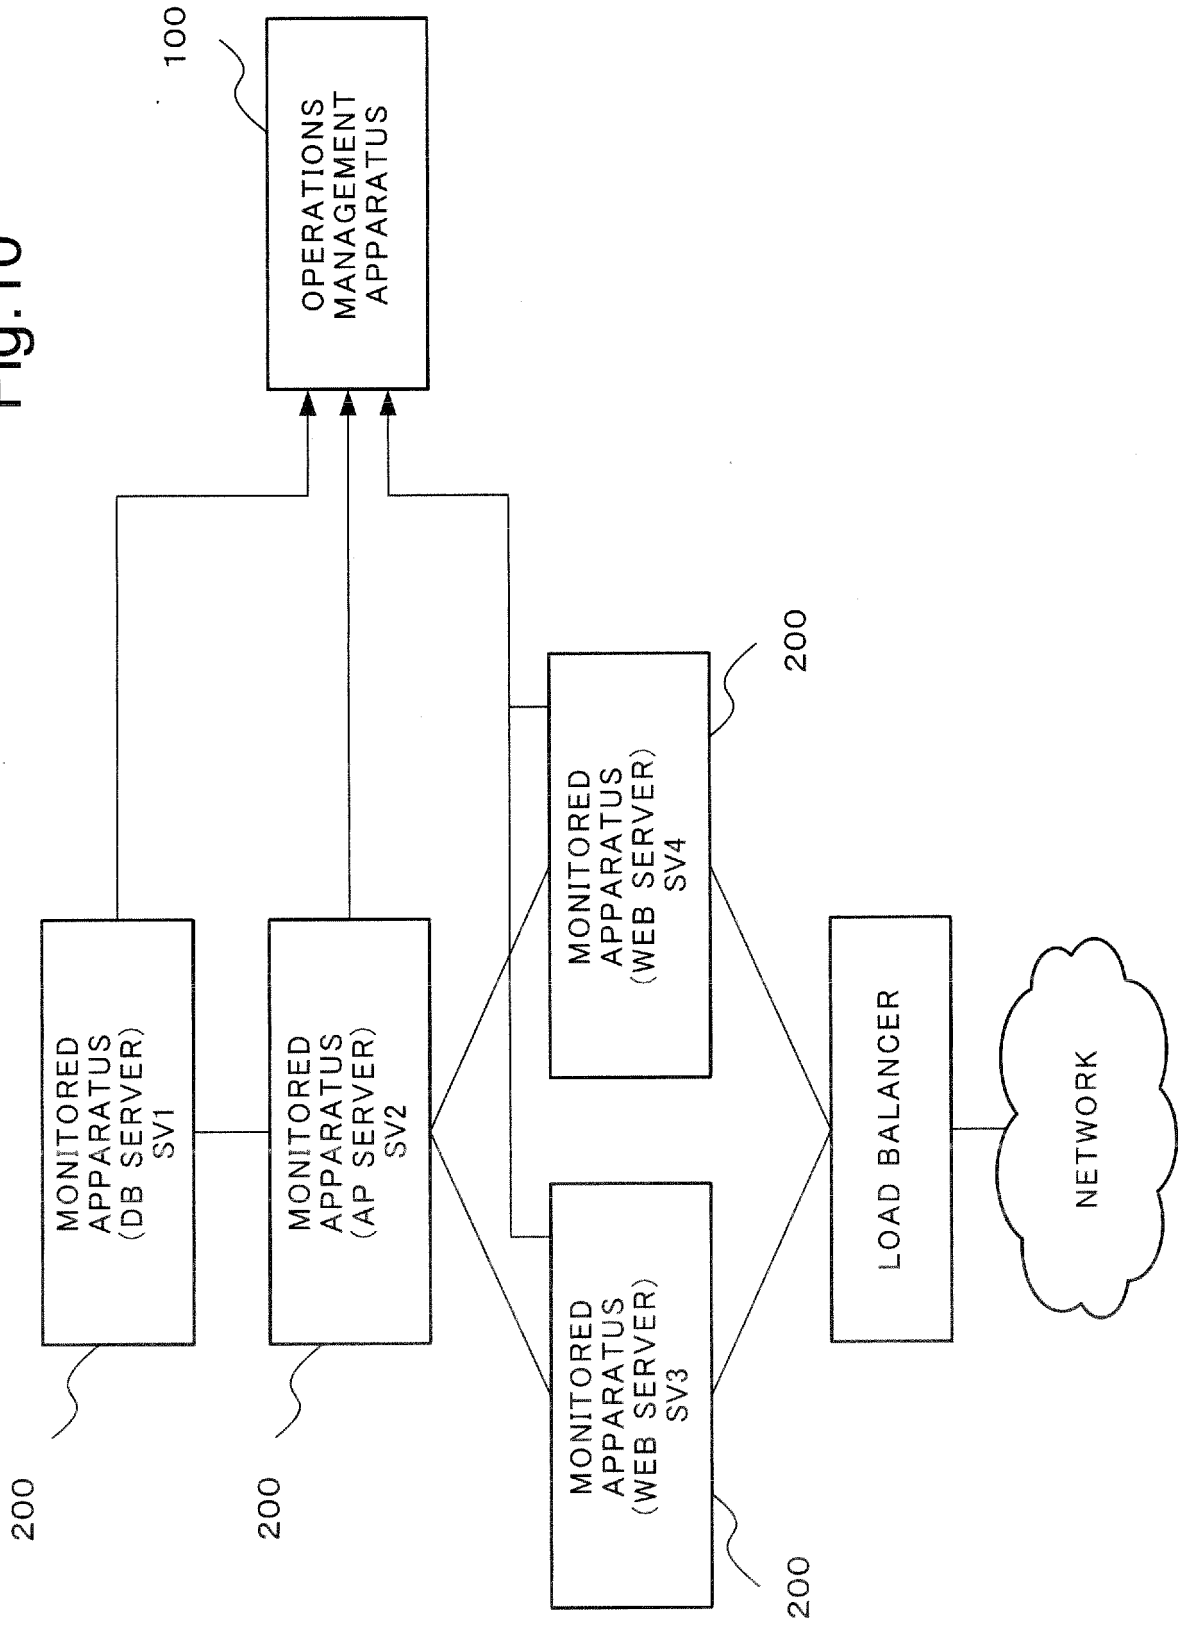 Fig.10
100
OPERATIONS
MANAGEMENT
APPARATUS
200
MONITORED
APPARATUS
(DB SERVER)
SV1
200
MONITORED
APPARATUS
(AP SERVER)
SV2
200
MONITORED
APPARATUS
(WEB SERVER)
SV3
200
MONITORED
APPARATUS
(WEB SERVER)
SV4
LOAD BALANCER
NETWORK